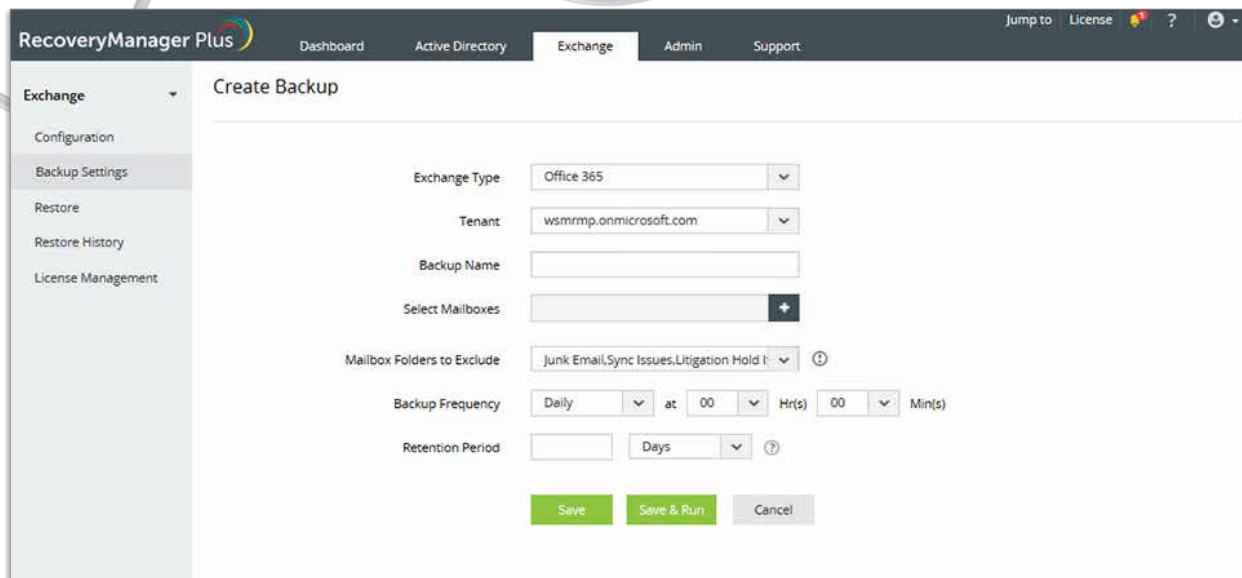 Jump to License 1 ?
RecoveryManager Plus
Dashboard Active Directory Exchange Admin Support
Exchange
Create Backup
Configuration
Backup Settings
Restore
Restore History
License Management
Exchange Type Office 365
Tenant wsmrmp.onmicrosoft.com
Backup Name
Select Mailboxes +
Mailbox Folders to Exclude Junk Email,Sync Issues,Litigation Hold
Backup Frequency Daily at 00 Hr(s) 00 Min(s)
Retention Period Days ?
Save Save & Run Cancel